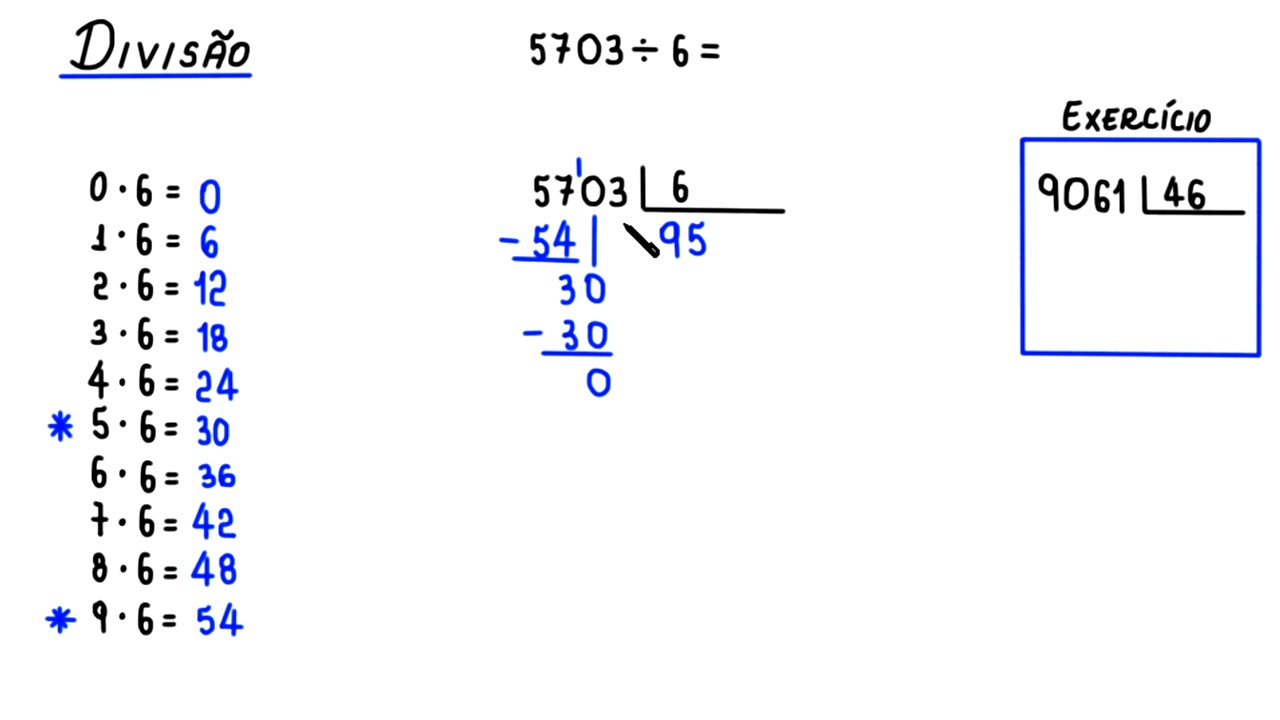 DIVISÃO
5703 ÷ 6 =
0 · 6 = 0
1 · 6 = 6
2 · 6 = 12
3 · 6 = 18
4 · 6 = 24
* 5 · 6 = 30
6 · 6 = 36
7 · 6 = 42
8 · 6 = 48
* 9 · 6 = 54
5703 6
- 54 95
30
- 30
0
EXERCÍCIO
9061 46